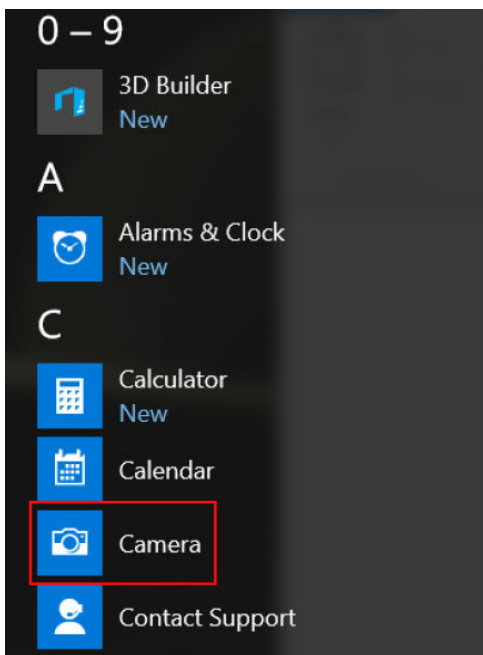 0 – 9
3D Builder
New
A
Alarms & Clock
New
C
Calculator
New
Calendar
Camera
Contact Support